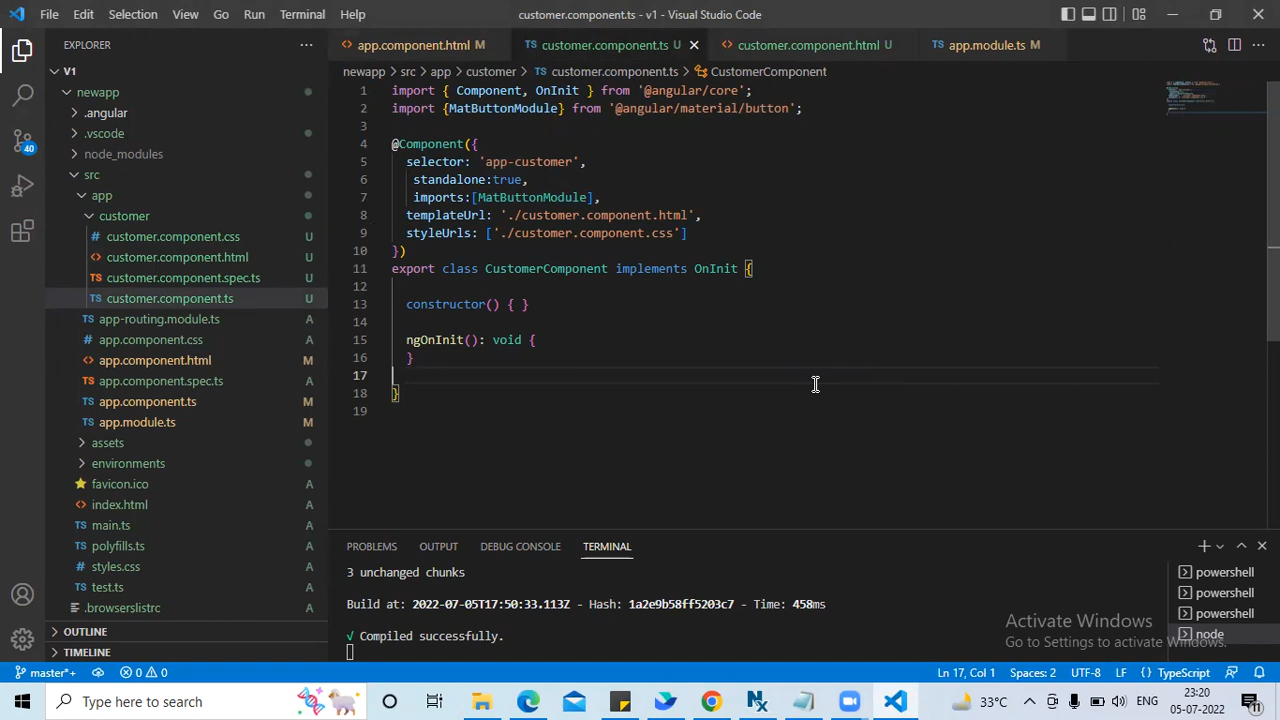 File Edit Selection View Go Run Terminal Help
customer.component.ts - v1 - Visual Studio Code
EXPLORER
V1
newapp
.angular
.vscode
node_modules
src
app
customer
customer.component.css U
customer.component.html U
customer.component.spec.ts U
customer.component.ts U
app-routing.module.ts A
app.component.css A
app.component.html M
app.component.spec.ts A
app.component.ts M
app.module.ts M
assets
environments
favicon.ico A
index.html A
main.ts A
polyfills.ts A
styles.css A
test.ts A
.browserslistrc A
OUTLINE
TIMELINE
app.component.html M customer.component.ts U customer.component.html U app.module.ts M
newapp > src > app > customer > customer.component.ts > CustomerComponent
1 import { Component, OnInit } from '@angular/core';
2 import {MatButtonModule} from '@angular/material/button';
3
4 @Component({
5 selector: 'app-customer',
6 standalone:true,
7 imports:[MatButtonModule],
8 templateUrl: './customer.component.html',
9 styleUrls: ['./customer.component.css']
10 })
11 export class CustomerComponent implements OnInit {
12
13 constructor() { }
14
15 ngOnInit(): void {
16 }
17
18 }
19
PROBLEMS OUTPUT DEBUG CONSOLE TERMINAL
3 unchanged chunks
Build at: 2022-07-05T17:50:33.113Z - Hash: 1a2e9b58ff5203c7 - Time: 458ms
√ Compiled successfully.
powershell
powershell
powershell
node
Activate Windows
Go to Settings to activate Windows.
40
master*+ 0 0 Ln 17, Col 1 Spaces: 2 UTF-8 LF TypeScript
Type here to search
33°C
23:20
05-07-2022
11